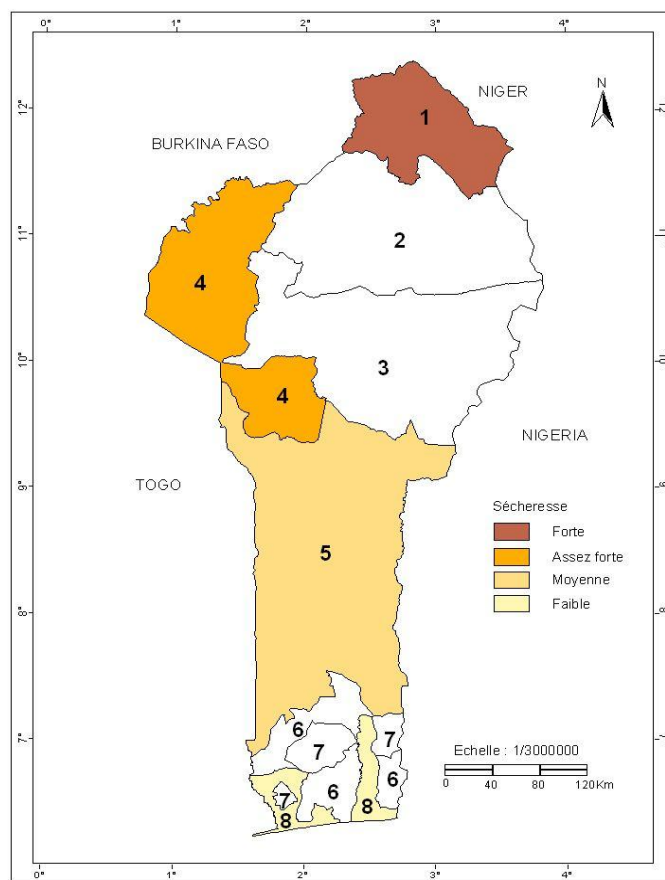 0° 1° 2° 3° 4°
NIGER
N
12°
1
BURKINA FASO
11°
2
4
10°
3
4
NIGERIA
TOGO
9°
Sécheresse
Forte
5
Assez forte
Moyenne
8°
Faible
7°
6
7
7
Echelle : 1/3000000
6
6
7
8
8
0 40 80 120 Km
0° 1° 2° 3° 4°